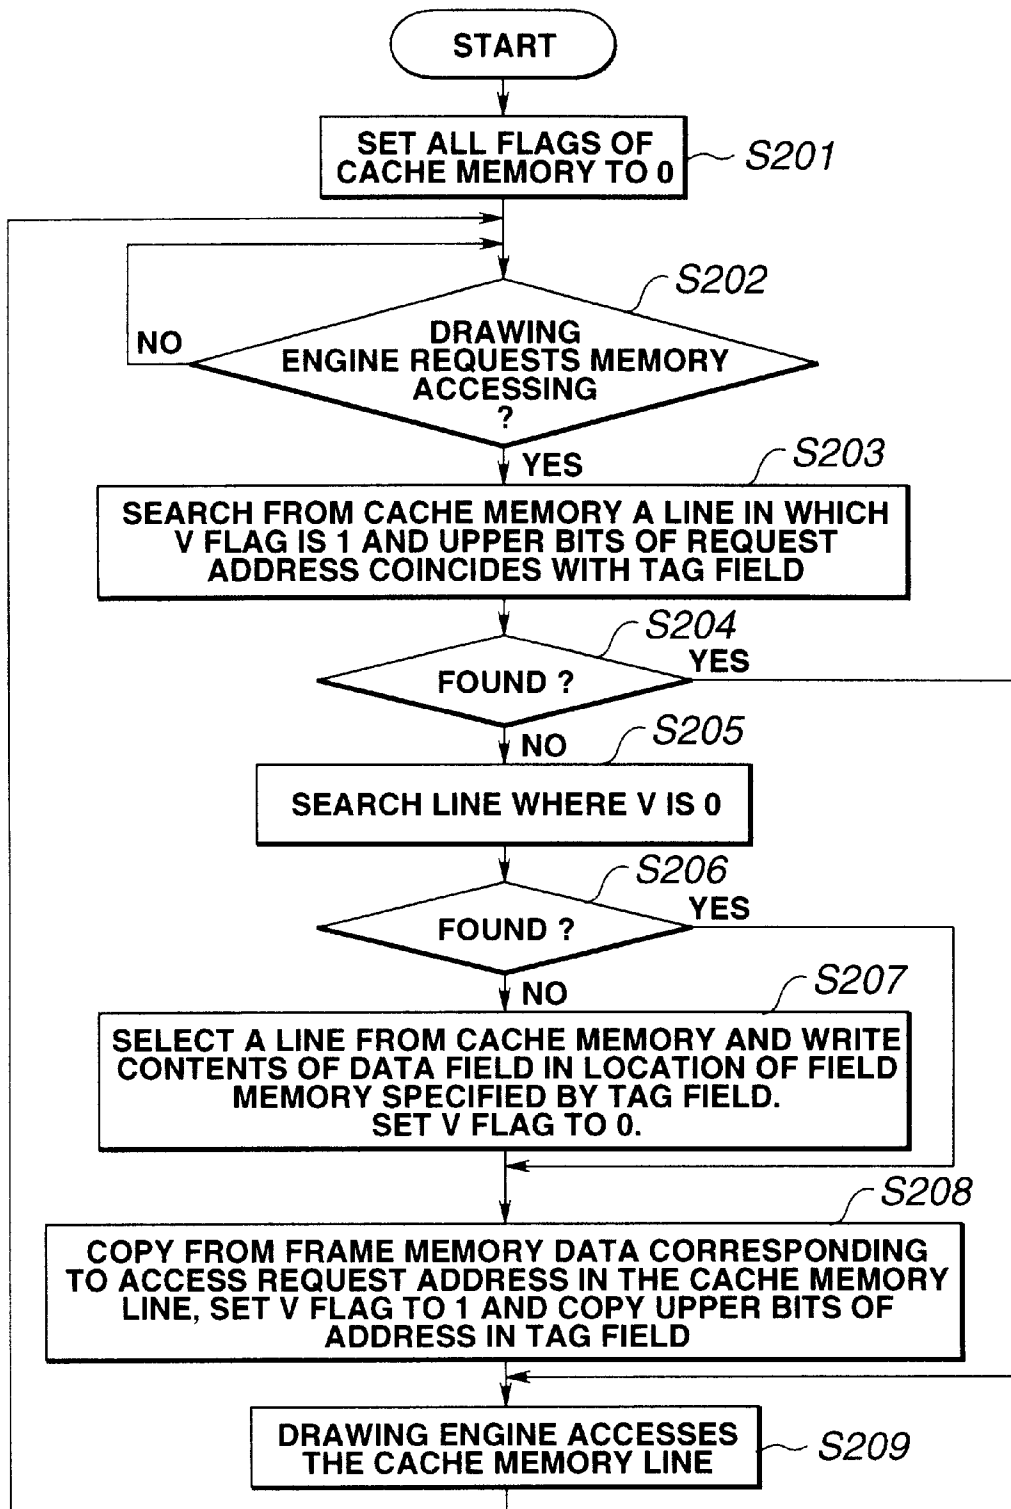 START
SET ALL FLAGS OF
CACHE MEMORY TO 0
S201
S202
DRAWING
ENGINE REQUESTS MEMORY
ACCESSING
?
NO
YES
S203
SEARCH FROM CACHE MEMORY A LINE IN WHICH
V FLAG IS 1 AND UPPER BITS OF REQUEST
ADDRESS COINCIDES WITH TAG FIELD
S204
FOUND ?
YES
NO
S205
SEARCH LINE WHERE V IS 0
S206
FOUND ?
YES
NO
S207
SELECT A LINE FROM CACHE MEMORY AND WRITE
CONTENTS OF DATA FIELD IN LOCATION OF FIELD
MEMORY SPECIFIED BY TAG FIELD.
SET V FLAG TO 0.
S208
COPY FROM FRAME MEMORY DATA CORRESPONDING
TO ACCESS REQUEST ADDRESS IN THE CACHE MEMORY
LINE, SET V FLAG TO 1 AND COPY UPPER BITS OF
ADDRESS IN TAG FIELD
DRAWING ENGINE ACCESSES
THE CACHE MEMORY LINE
S209